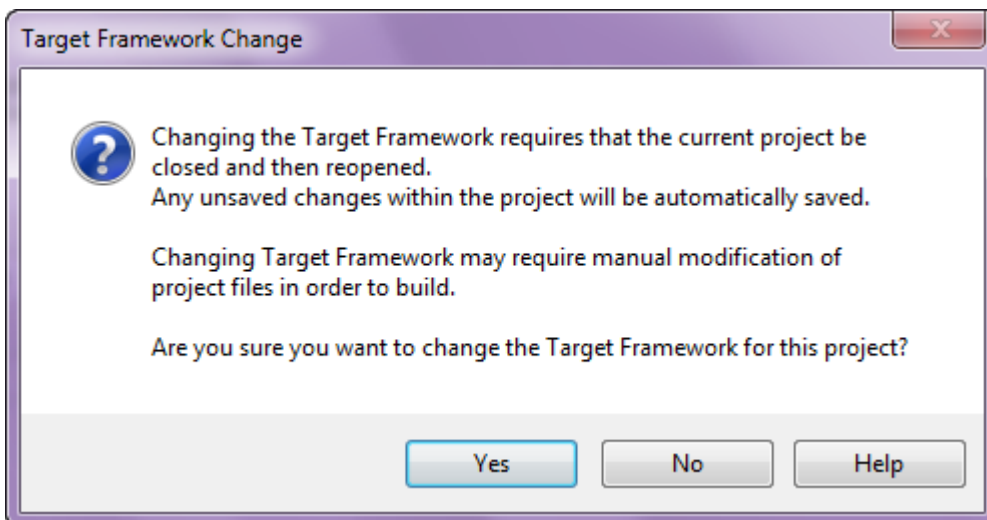 Target Framework Change
Changing the Target Framework requires that the current project be
closed and then reopened.
Any unsaved changes within the project will be automatically saved.
Changing Target Framework may require manual modification of
project files in order to build.
Are you sure you want to change the Target Framework for this project?
Yes No Help